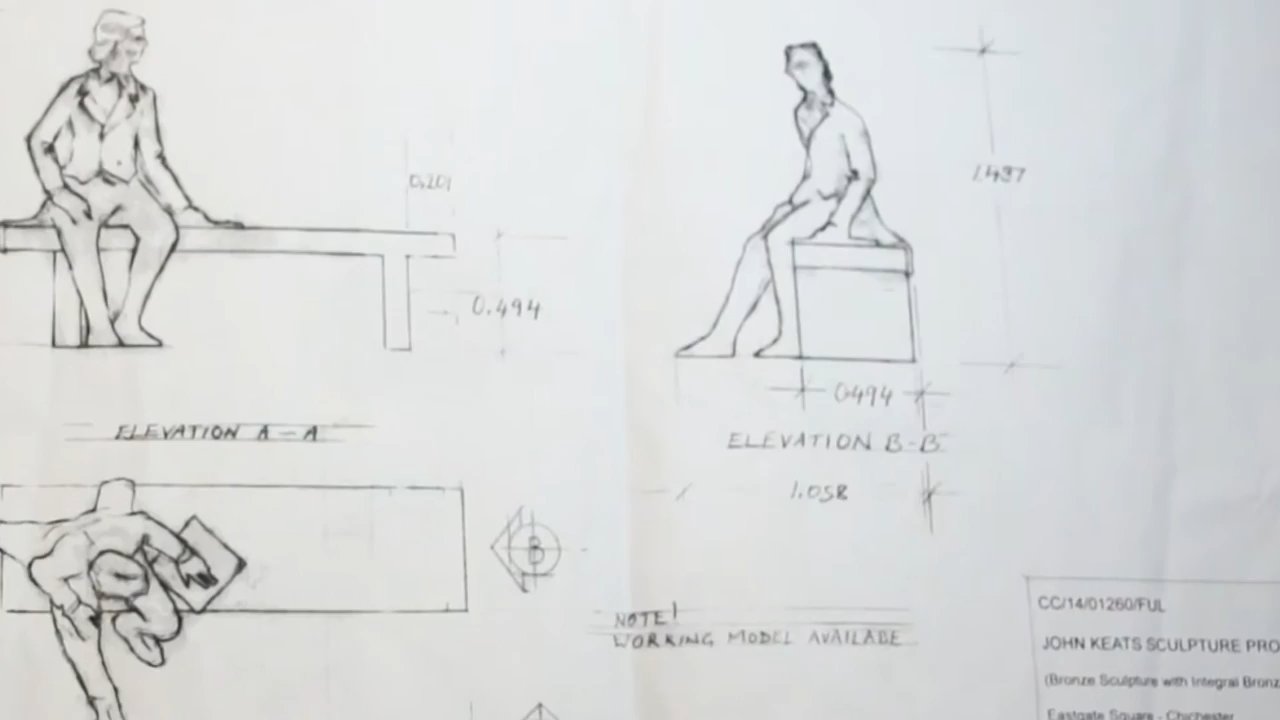 0.201
0.494
ELEVATION A-A
1.437
0.494
ELEVATION B-B
1.058
B
NOTE!
WORKING MODEL AVAILABE
CC/14/01260/FUL
JOHN KEATS SCULPTURE PRO
(Bronze Sculpture with Integral Bronz
Eastgate Square - Chichester